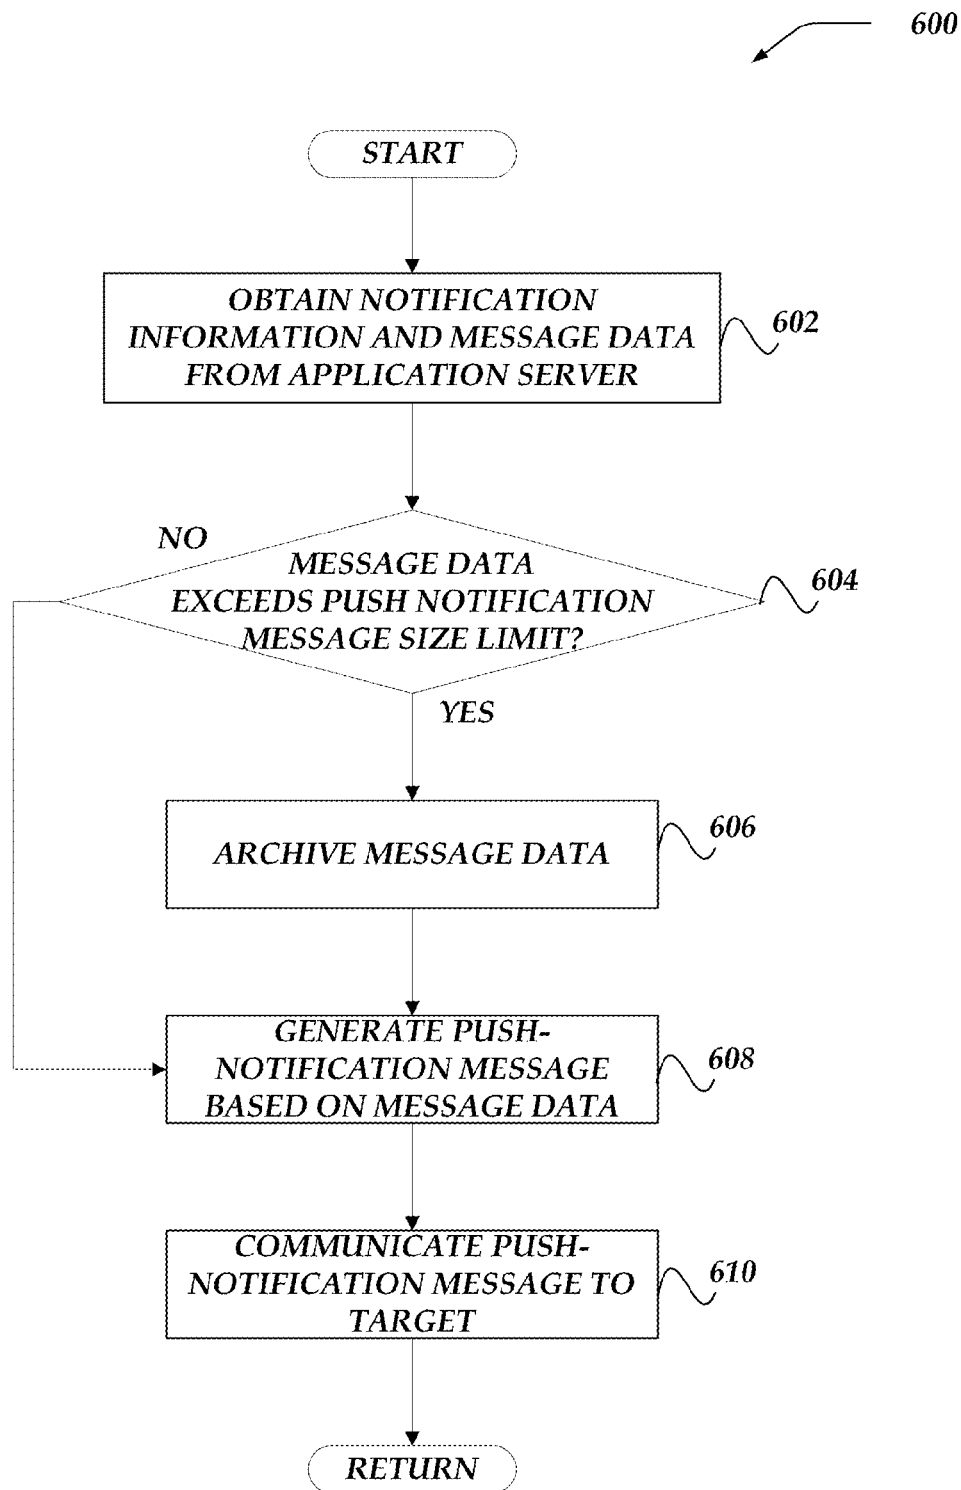 600
START
OBTAIN NOTIFICATION
INFORMATION AND MESSAGE DATA
FROM APPLICATION SERVER
602
NO
MESSAGE DATA
EXCEEDS PUSH NOTIFICATION
MESSAGE SIZE LIMIT?
604
YES
ARCHIVE MESSAGE DATA
606
GENERATE PUSH-
NOTIFICATION MESSAGE
BASED ON MESSAGE DATA
608
COMMUNICATE PUSH-
NOTIFICATION MESSAGE TO
TARGET
610
RETURN